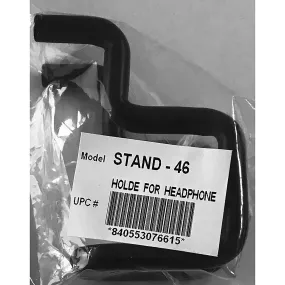 Model STAND - 46
HOLDE FOR HEADPHONE
UPC #
"840553076615"